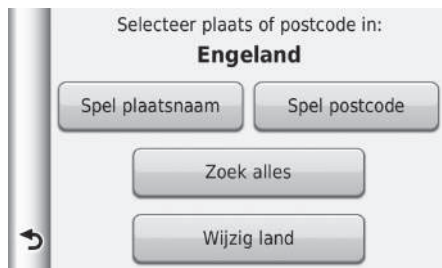 Selecteer plaats of postcode in:
Engeland
Spel plaatsnaam
Spel postcode
Zoek alles
Wijzig land